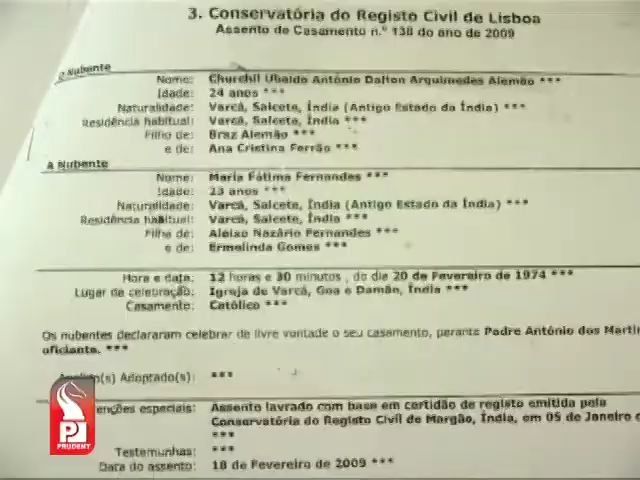 3. Conservatória do Registo Civil de Lisboa
Assento de Casamento n.º 138 do ano de 2009
O Nubente
Nome: Churchil Ubaldo António Dalton Arquimedes Alemão ***
Idade: 24 anos ***
Naturalidade: Varcá, Salcete, Índia (Antigo Estado da Índia) ***
Residência habitual: Varcá, Salcete, Índia ***
Filho de: Braz Alemão ***
e de: Ana Cristina Ferrão ***
A Nubente
Nome: Maria Fátima Fernandes ***
Idade: 23 anos ***
Naturalidade: Varcá, Salcete, Índia (Antigo Estado da Índia) ***
Residência habitual: Varcá, Salcete, Índia ***
Filha de: Aloixo Nazário Fernandes ***
e de: Ermelinda Gomes ***
Hora e data: 12 horas e 30 minutos , do dia 20 de Fevereiro de 1974 ***
Lugar da celebração: Igreja de Varcá, Goa e Damão, Índia ***
Casamento: Católico ***
Os nubentes declararam celebrar de livre vontade o seu casamento, perante Padre António dos Martin
oficiante. ***
(s) Adoptado(s): ***
enções especiais: Assento lavrado com base em certidão de registo emitida pela
Conservatória do Registo Civil de Margão, Índia, em 05 de Janeiro d
***
Testemunhas: ***
Data do assento: 18 de Fevereiro de 2009 ***
PRUDENT